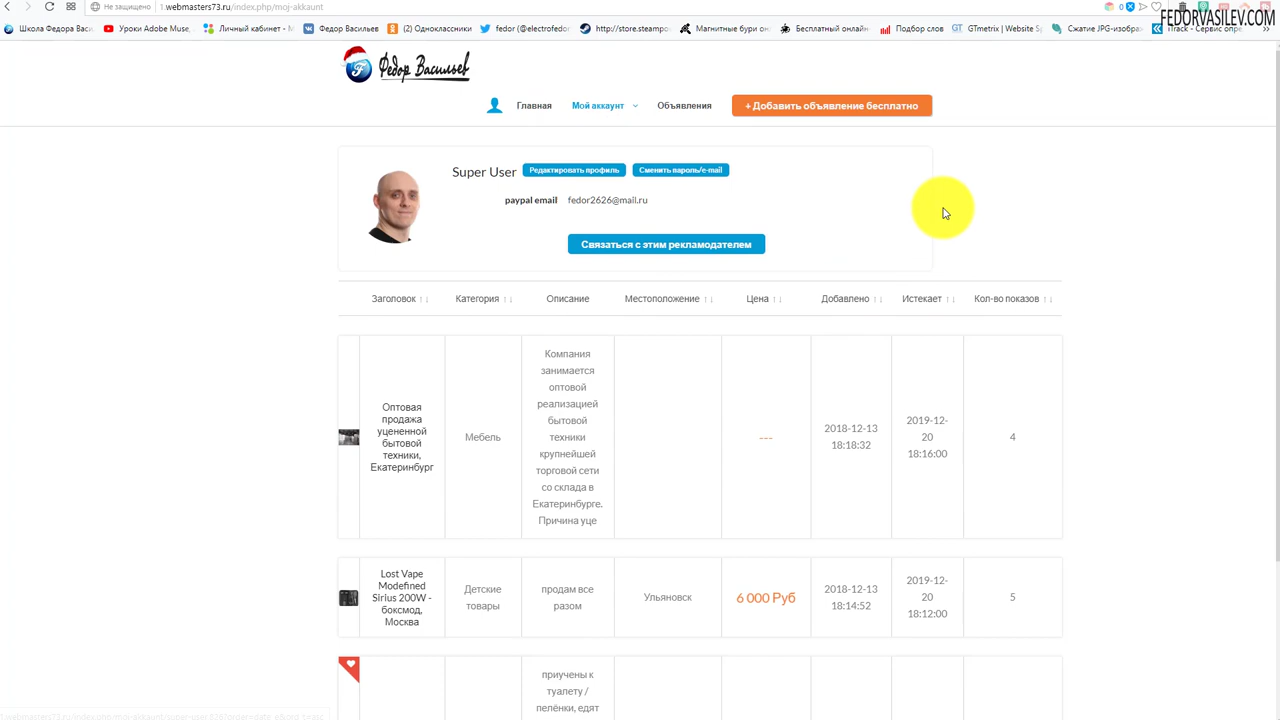 Не защищено 1.webmasters73.ru/index.php/moj-akkaunt
FEDORVASILEV.COM
Школа Федора Васил. Уроки Adobe Muse, Личный кабинет - М. VK Федор Васильев (2) Одноклассники fedor (@electrofedor http://store.steampo Магнитные бури он Бесплатный онлайн Подбор слов GTmetrix | Website S Сжатие JPG-изображ iTrack - Сервис опре
Федор Васильев
Главная Мой аккаунт Объявления + Добавить объявление бесплатно
Super User Редактировать профиль Сменить пароль/e-mail
paypal email fedor2626@mail.ru
Связаться с этим рекламодателем
Заголовок ↑↓ Категория ↑↓ Описание Местоположение ↑↓ Цена ↑↓ Добавлено ↑↓ Истекает ↑↓ Кол-во показов ↑↓
Оптовая
продажа
уцененной
бытовой
техники,
Екатеринбург
Мебель
Компания
занимается
оптовой
реализацией
бытовой
техники
крупнейшей
торговой сети
со склада в
Екатеринбурге.
Причина уце
---
2018-12-13
18:18:32
2019-12-
20
18:16:00
4
Lost Vape
Modefined
Sirius 200W -
боксмод,
Москва
Детские
товары
продам все
разом
Ульяновск
6 000 Руб
2018-12-13
18:14:52
2019-12-
20
18:12:00
5
приучены к
туалету /
пелёнки, едят